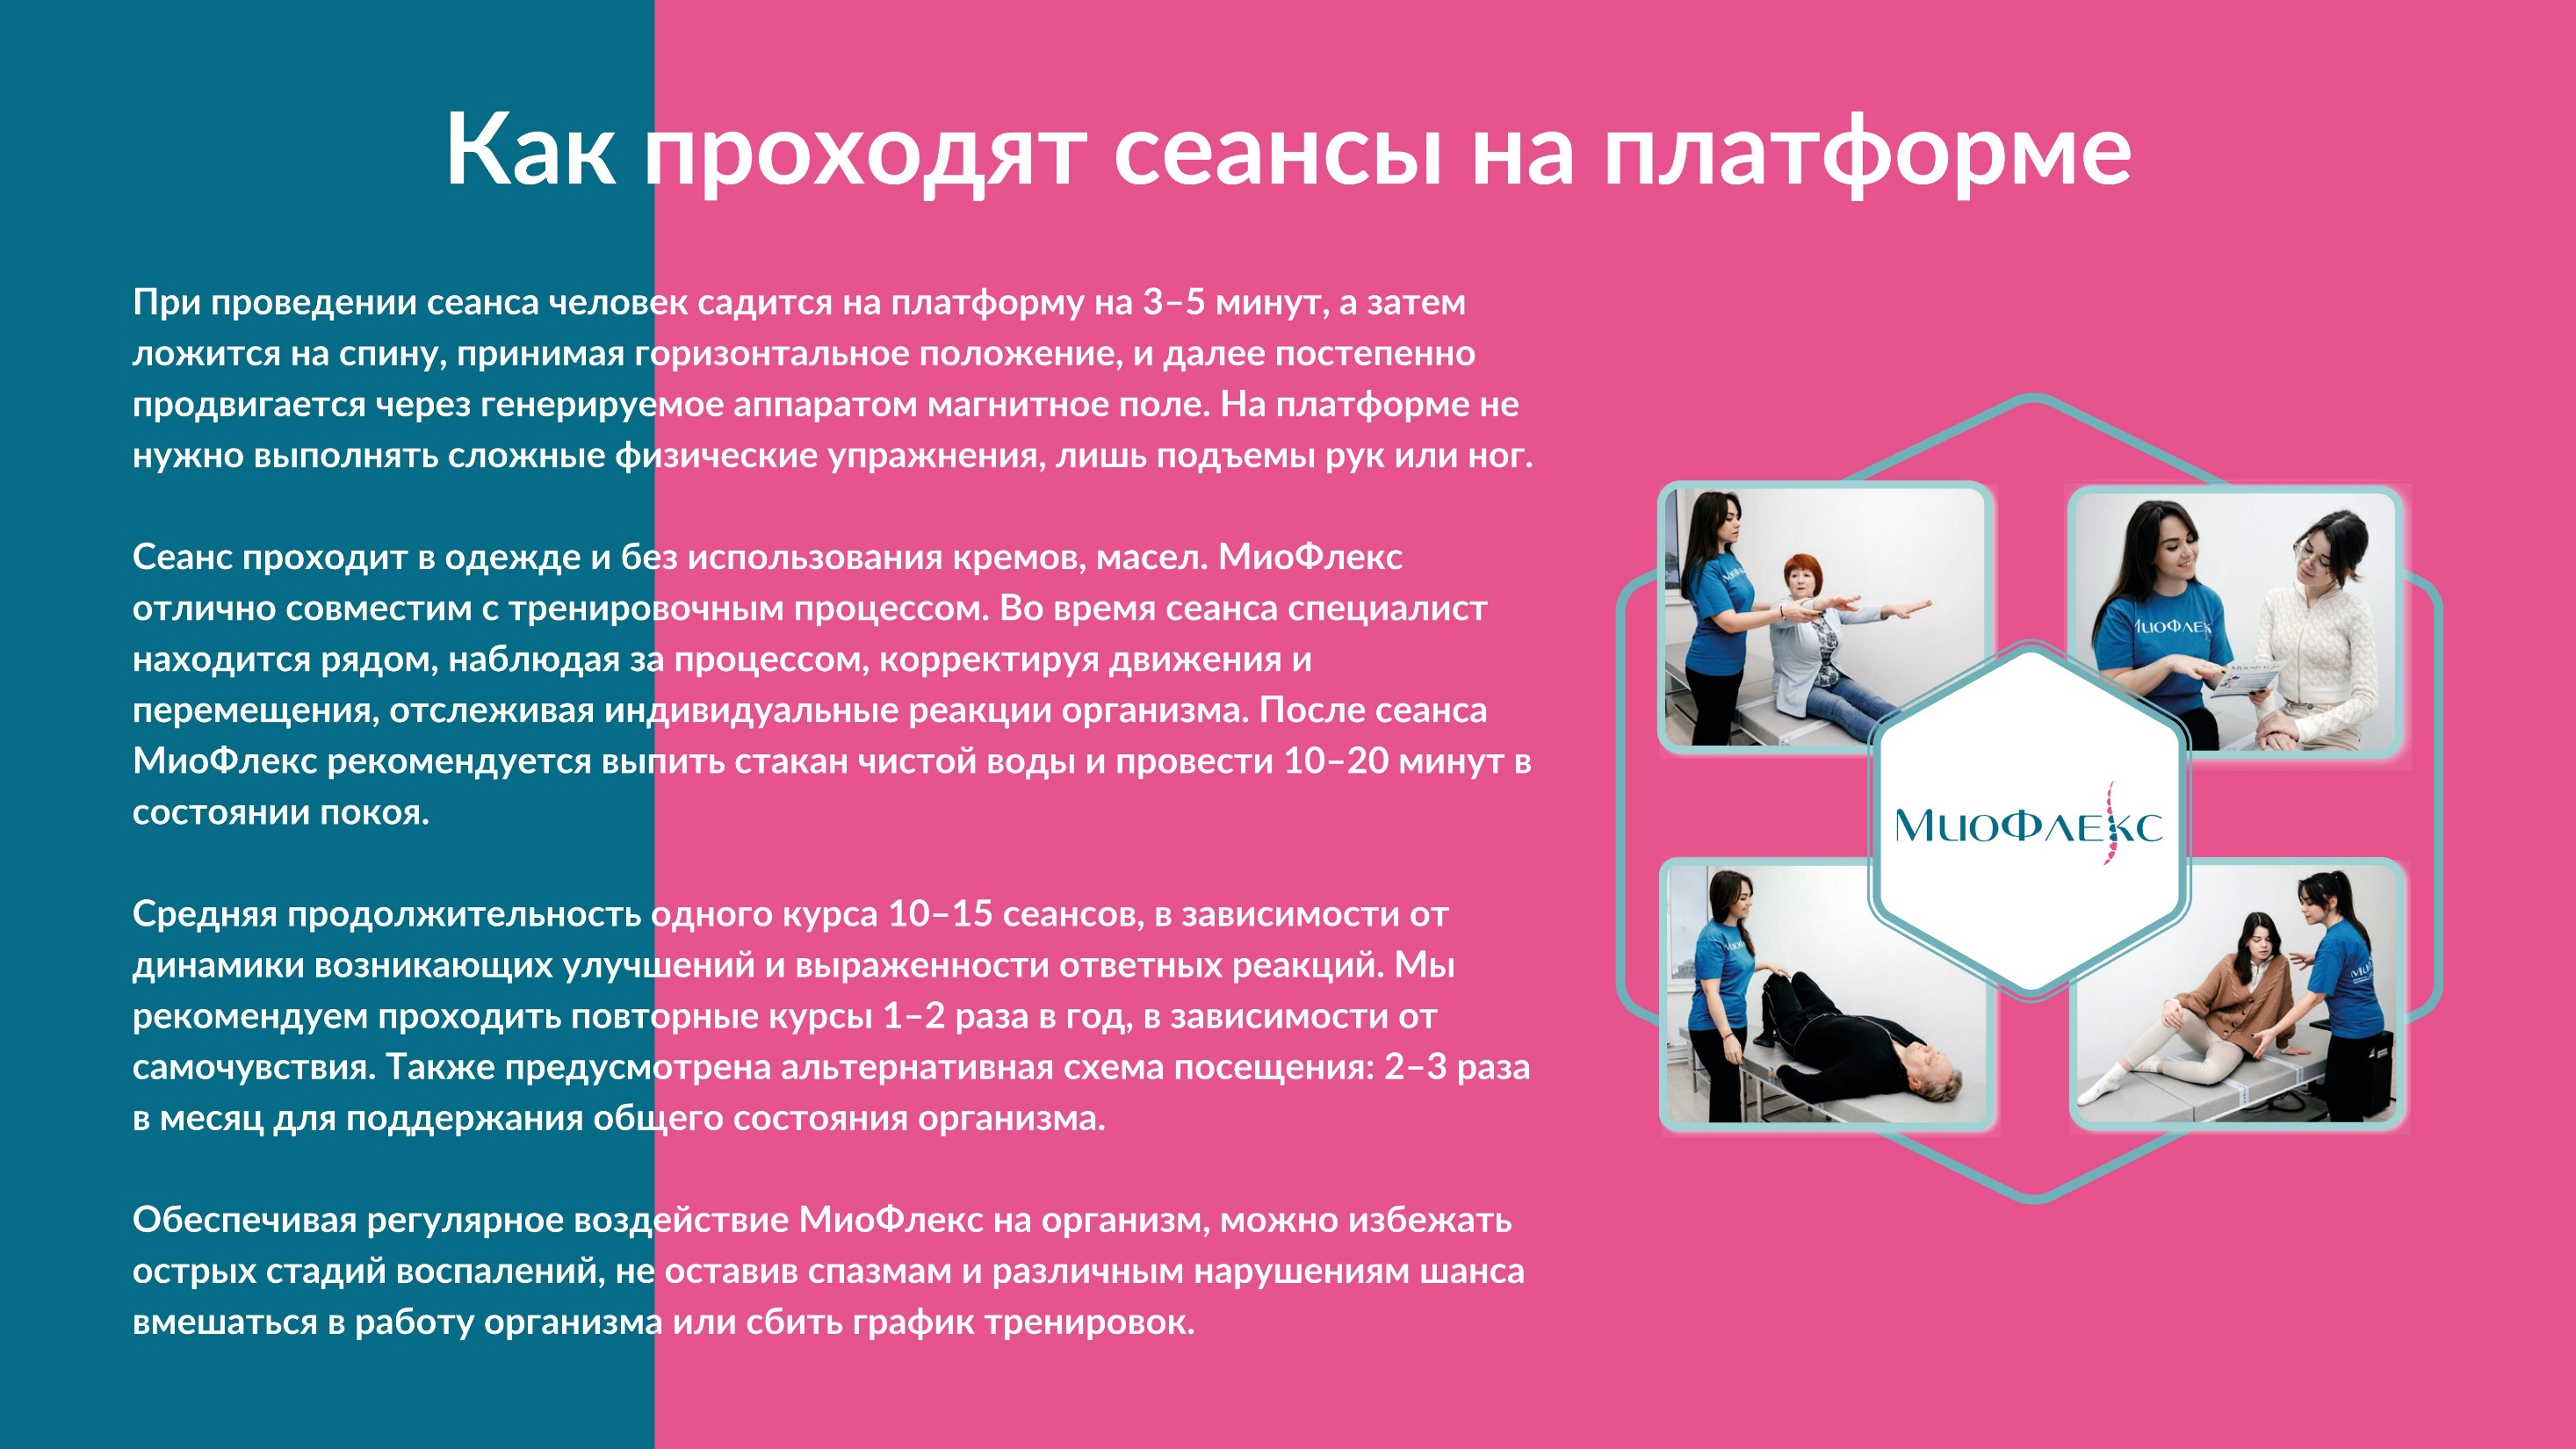 Как проходят сеансы на платформе
При проведении сеанса человек садится на платформу на 3–5 минут, а затем
ложится на спину, принимая горизонтальное положение, и далее постепенно
продвигается через генерируемое аппаратом магнитное поле. На платформе не
нужно выполнять сложные физические упражнения, лишь подъемы рук или ног.
Сеанс проходит в одежде и без использования кремов, масел. МиоФлекс
отлично совместим с тренировочным процессом. Во время сеанса специалист
находится рядом, наблюдая за процессом, корректируя движения и
перемещения, отслеживая индивидуальные реакции организма. После сеанса
МиоФлекс рекомендуется выпить стакан чистой воды и провести 10–20 минут в
состоянии покоя.
Средняя продолжительность одного курса 10–15 сеансов, в зависимости от
динамики возникающих улучшений и выраженности ответных реакций. Мы
рекомендуем проходить повторные курсы 1–2 раза в год, в зависимости от
самочувствия. Также предусмотрена альтернативная схема посещения: 2–3 раза
в месяц для поддержания общего состояния организма.
Обеспечивая регулярное воздействие МиоФлекс на организм, можно избежать
острых стадий воспалений, не оставив спазмам и различным нарушениям шанса
вмешаться в работу организма или сбить график тренировок.
МиоФлекс